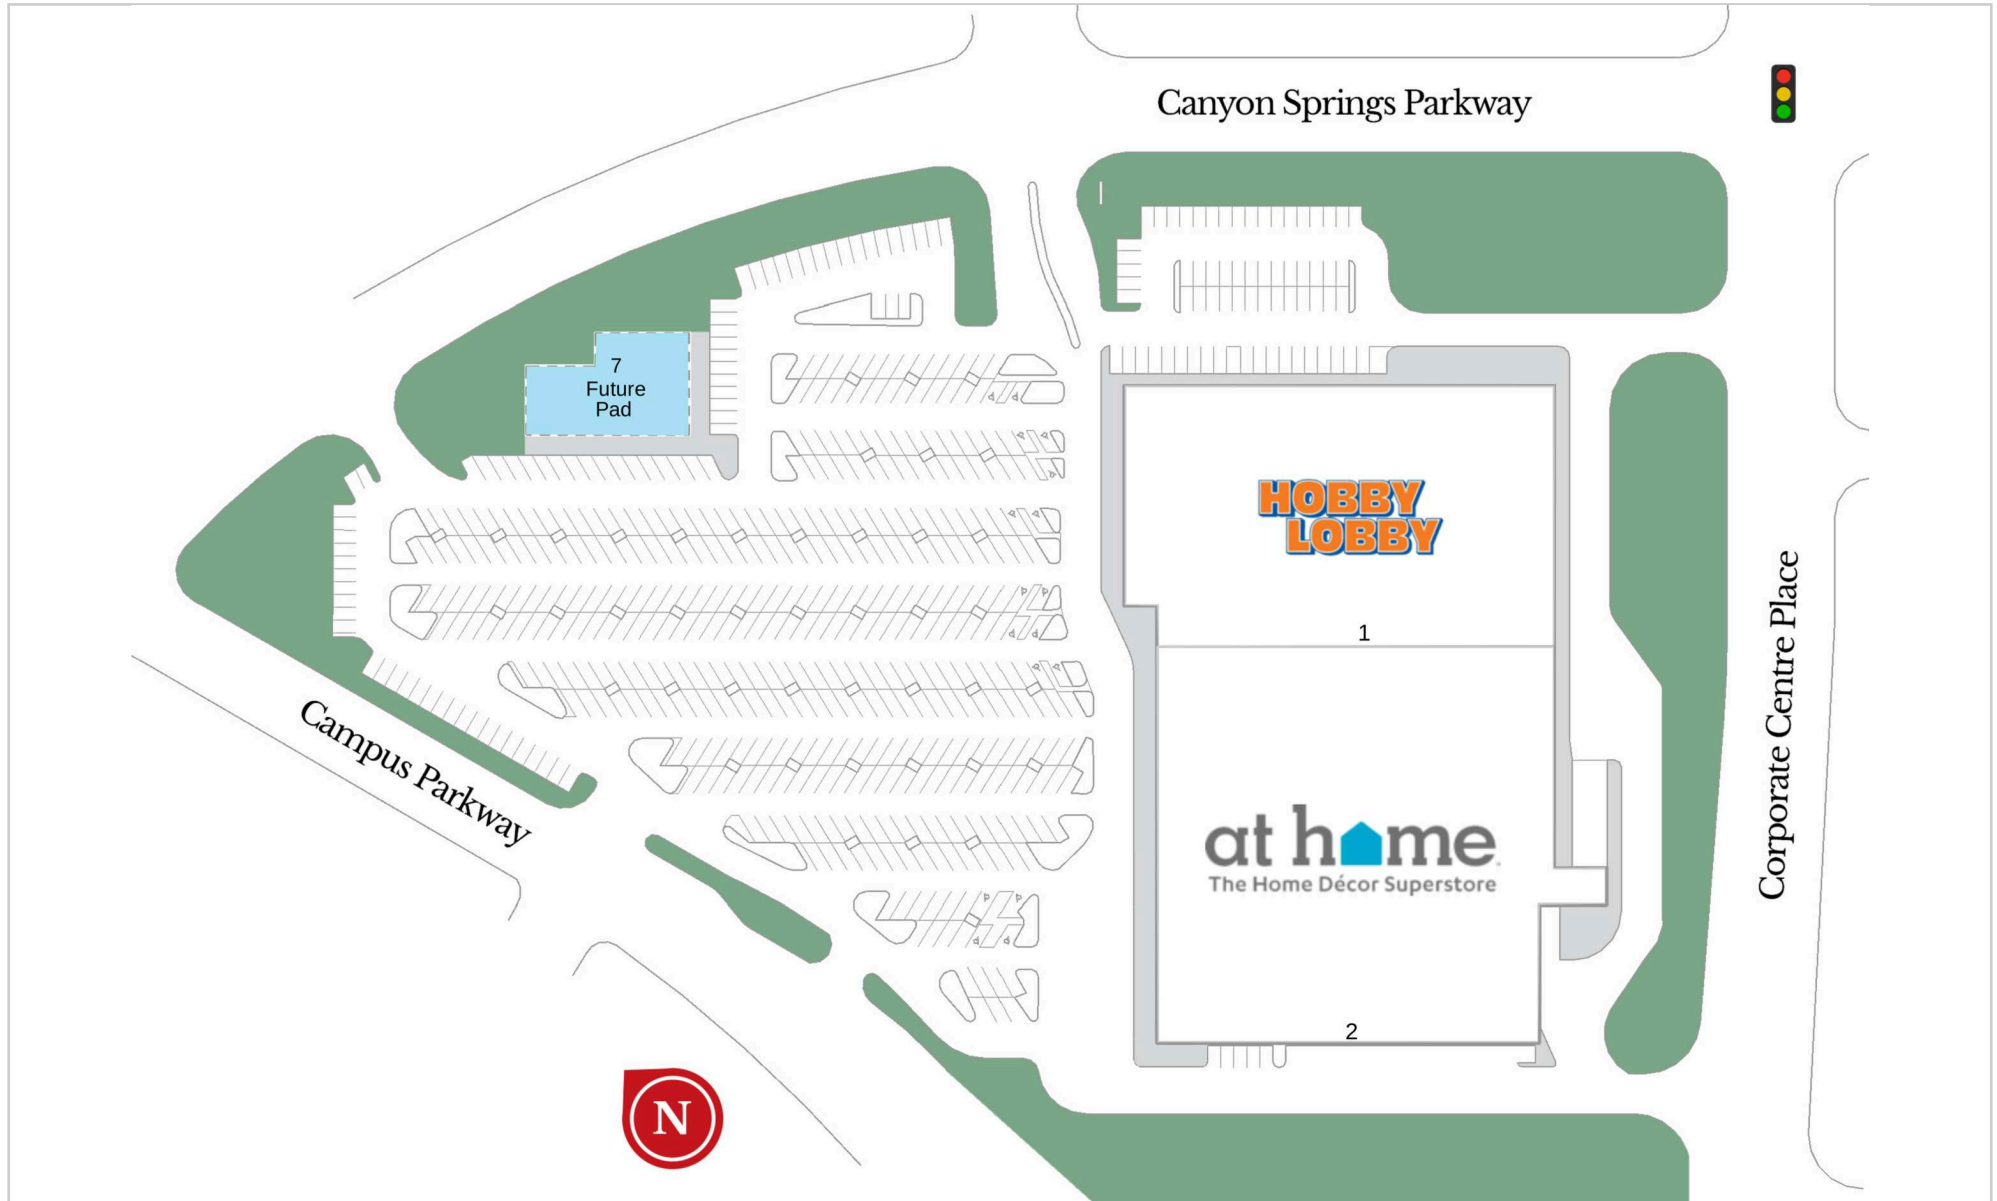 Canyon Springs Parkway
7
Future
Pad
HOBBY
LOBBY
1
Campus Parkway
Corporate Centre Place
at home
The Home Décor Superstore
2
N